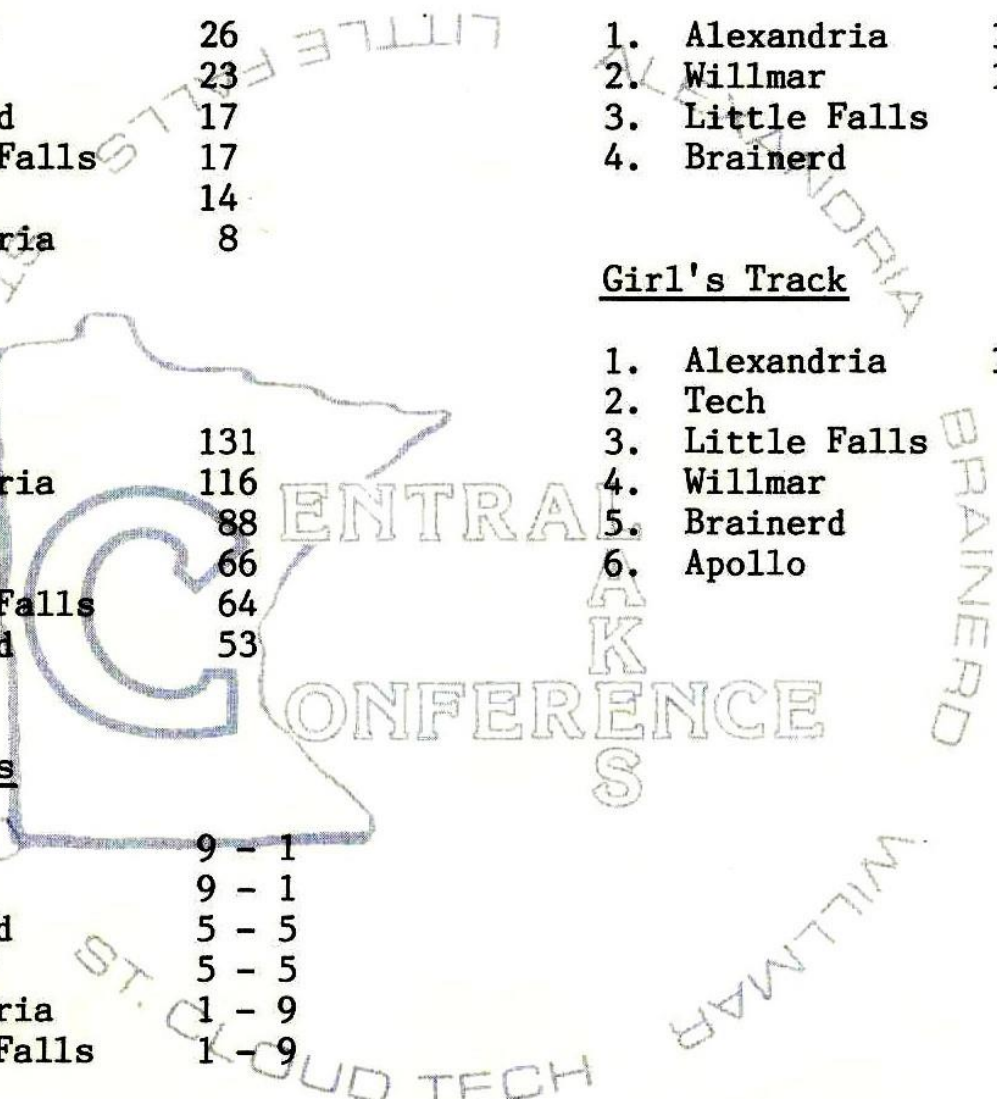 26
23
d 17
Falls 17
14
ria 8
131
ria 116
88
66
Falls 64
d 53
s
9 - 1
9 - 1
d 5 - 5
5 - 5
ria 1 - 9
Falls 1 - 9
1. Alexandria
2. Willmar
3. Little Falls
4. Brainerd
Girl's Track
1. Alexandria 1
2. Tech
3. Little Falls
4. Willmar
5. Brainerd
6. Apollo
LITTLE FALLS
ALEXANDRIA
BRAINERD
WILLMAR
ST. CLOUD TECH
ST
CENTRAL
LAKES
CONFERENCE